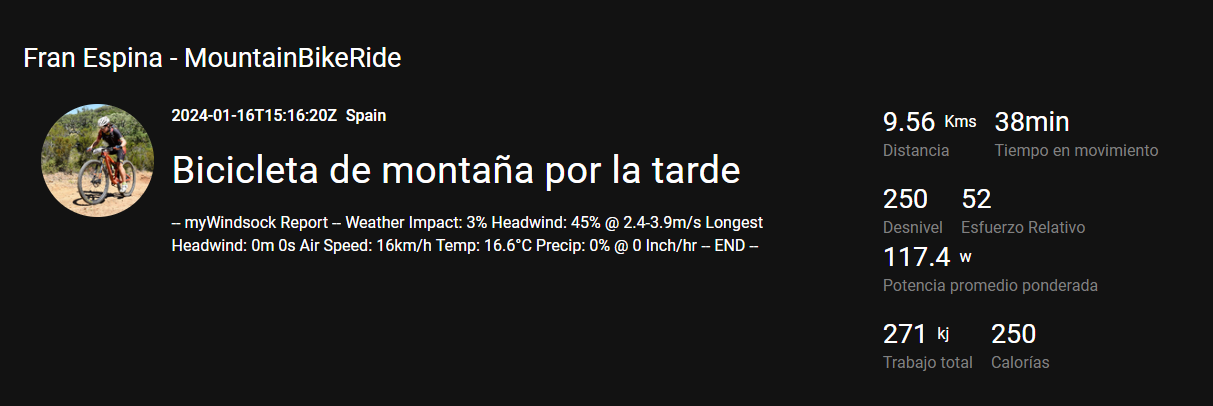 Fran Espina - MountainBikeRide
2024-01-16T15:16:20Z Spain
Bicicleta de montaña por la tarde
-- myWindsock Report -- Weather Impact: 3% Headwind: 45% @ 2.4-3.9m/s Longest
Headwind: 0m 0s Air Speed: 16km/h Temp: 16.6°C Precip: 0% @ 0 Inch/hr -- END --
9.56 Kms 38min
Distancia Tiempo en movimiento
250 52
Desnivel Esfuerzo Relativo
117.4 w
Potencia promedio ponderada
271 kj 250
Trabajo total Calorías